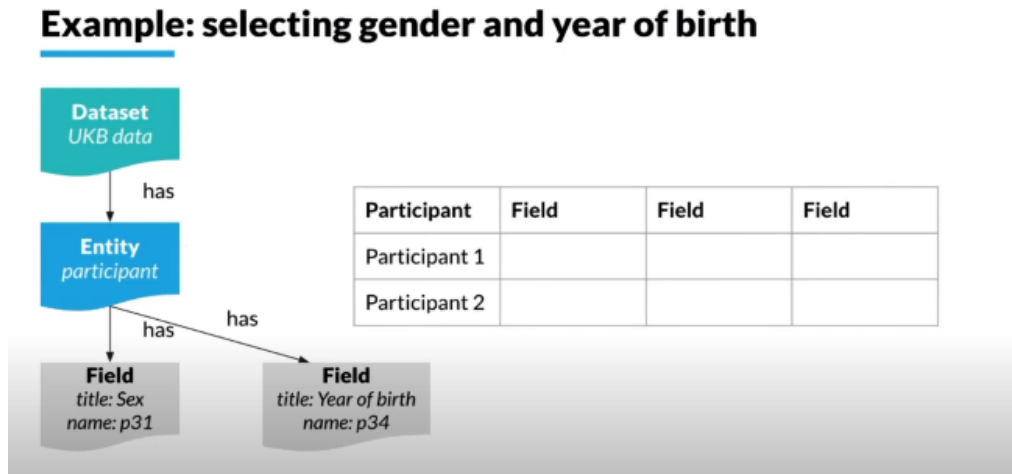 Example: selecting gender and year of birth
Dataset
UKB data
has
Entity
participant
has
has
Field
title: Sex
name: p31
Field
title: Year of birth
name: p34
Participant Field Field Field
Participant 1
Participant 2